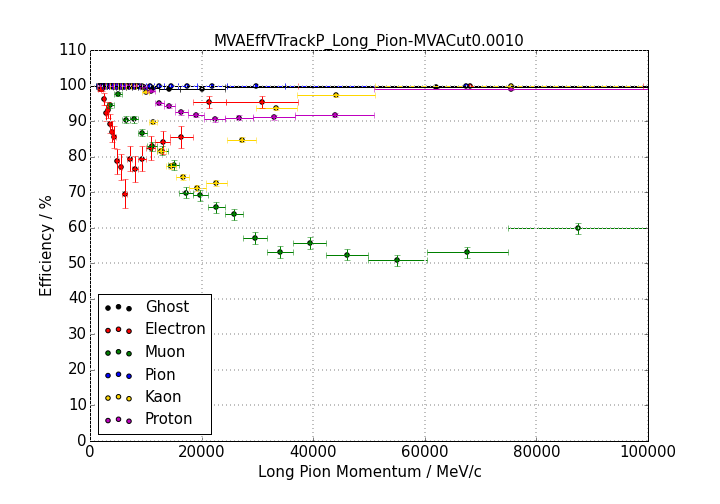 MVAEffVTrackP_Long_Pion-MVACut0.0010
110
100
90
80
70
60
50
40
30
20
10
0
Efficiency / %
Ghost
Electron
Muon
Pion
Kaon
Proton
0 20000 40000 60000 80000 100000
Long Pion Momentum / MeV/c